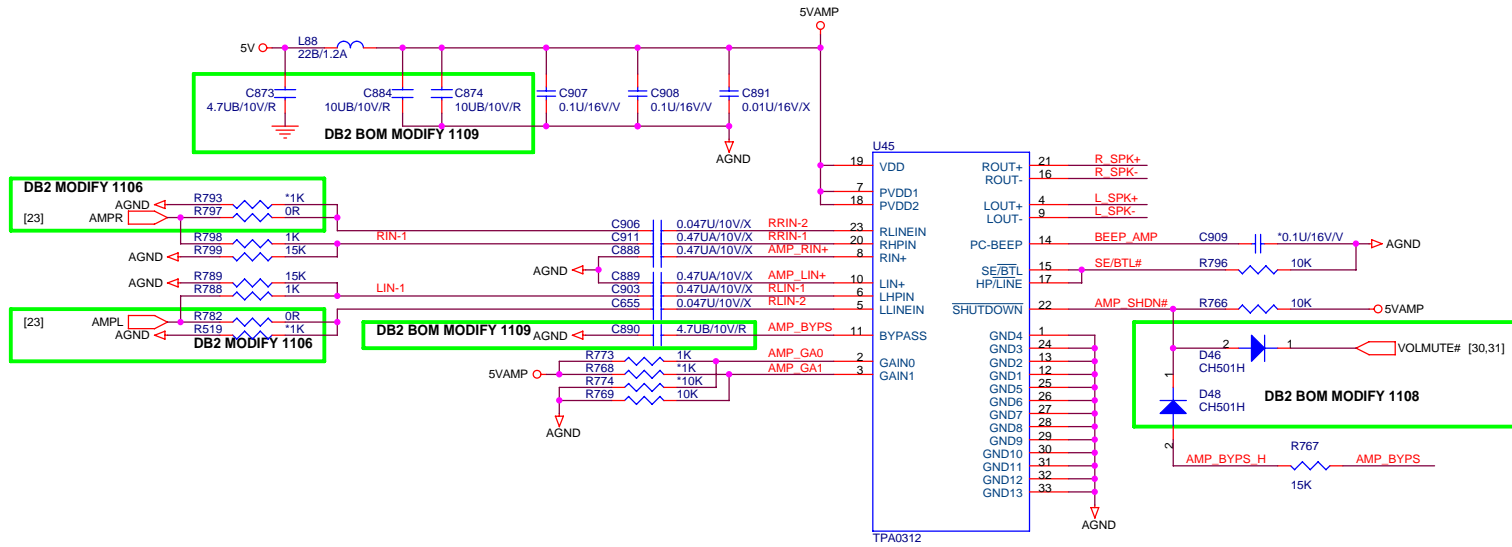 5VAMP
5V
L88
22B/1.2A
C873
4.7UB/10V/R
C884
10UB/10V/R
C874
10UB/10V/R
C907
0.1U/16V/V
C908
0.1U/16V/V
C891
0.01U/16V/X
DB2 BOM MODIFY 1109
AGND
U45
DB2 MODIFY 1106
AGND
R793
*1K
[23]
AMPR
R797
0R
R798
1K
RIN-1
AGND
R799
15K
AGND
R789
15K
R788
1K
LIN-1
[23]
AMPL
R782
0R
AGND
R519
*1K
DB2 MODIFY 1106
C906
0.047U/10V/X
RRIN-2
C911
0.47UA/10V/X
RRIN-1
C888
0.47UA/10V/X
AMP_RIN+
AGND
C889
0.47UA/10V/X
AMP_LIN+
C903
0.47UA/10V/X
RLIN-1
C655
0.047U/10V/X
RLIN-2
DB2 BOM MODIFY 1109
AGND
C890
4.7UB/10V/R
AMP_BYPS
5VAMP
R773
1K
AMP_GA0
R768
*1K
R774
*10K
AMP_GA1
R769
10K
AGND
19
VDD
7
PVDD1
18
PVDD2
23
RLINEIN
20
RHPIN
8
RIN+
10
LIN+
6
LHPIN
5
LLINEIN
11
BYPASS
2
GAIN0
3
GAIN1
ROUT+
21
R_SPK+
ROUT-
16
R_SPK-
LOUT+
4
L_SPK+
LOUT-
9
L_SPK-
PC-BEEP
14
BEEP_AMP
C909
*0.1U/16V/V
AGND
SE/BTL
15
SE/BTL#
R796
10K
HP/LINE
17
SHUTDOWN
22
AMP_SHDN#
R766
10K
5VAMP
GND4
1
GND3
24
GND2
13
GND1
12
GND5
25
GND6
26
GND7
27
GND8
28
GND9
29
GND10
30
GND11
31
GND12
32
GND13
33
AGND
TPA0312
2
1
VOLMUTE#
[30,31]
D46
CH501H
1
D48
CH501H
2
DB2 BOM MODIFY 1108
AMP_BYPS_H
R767
15K
AMP_BYPS